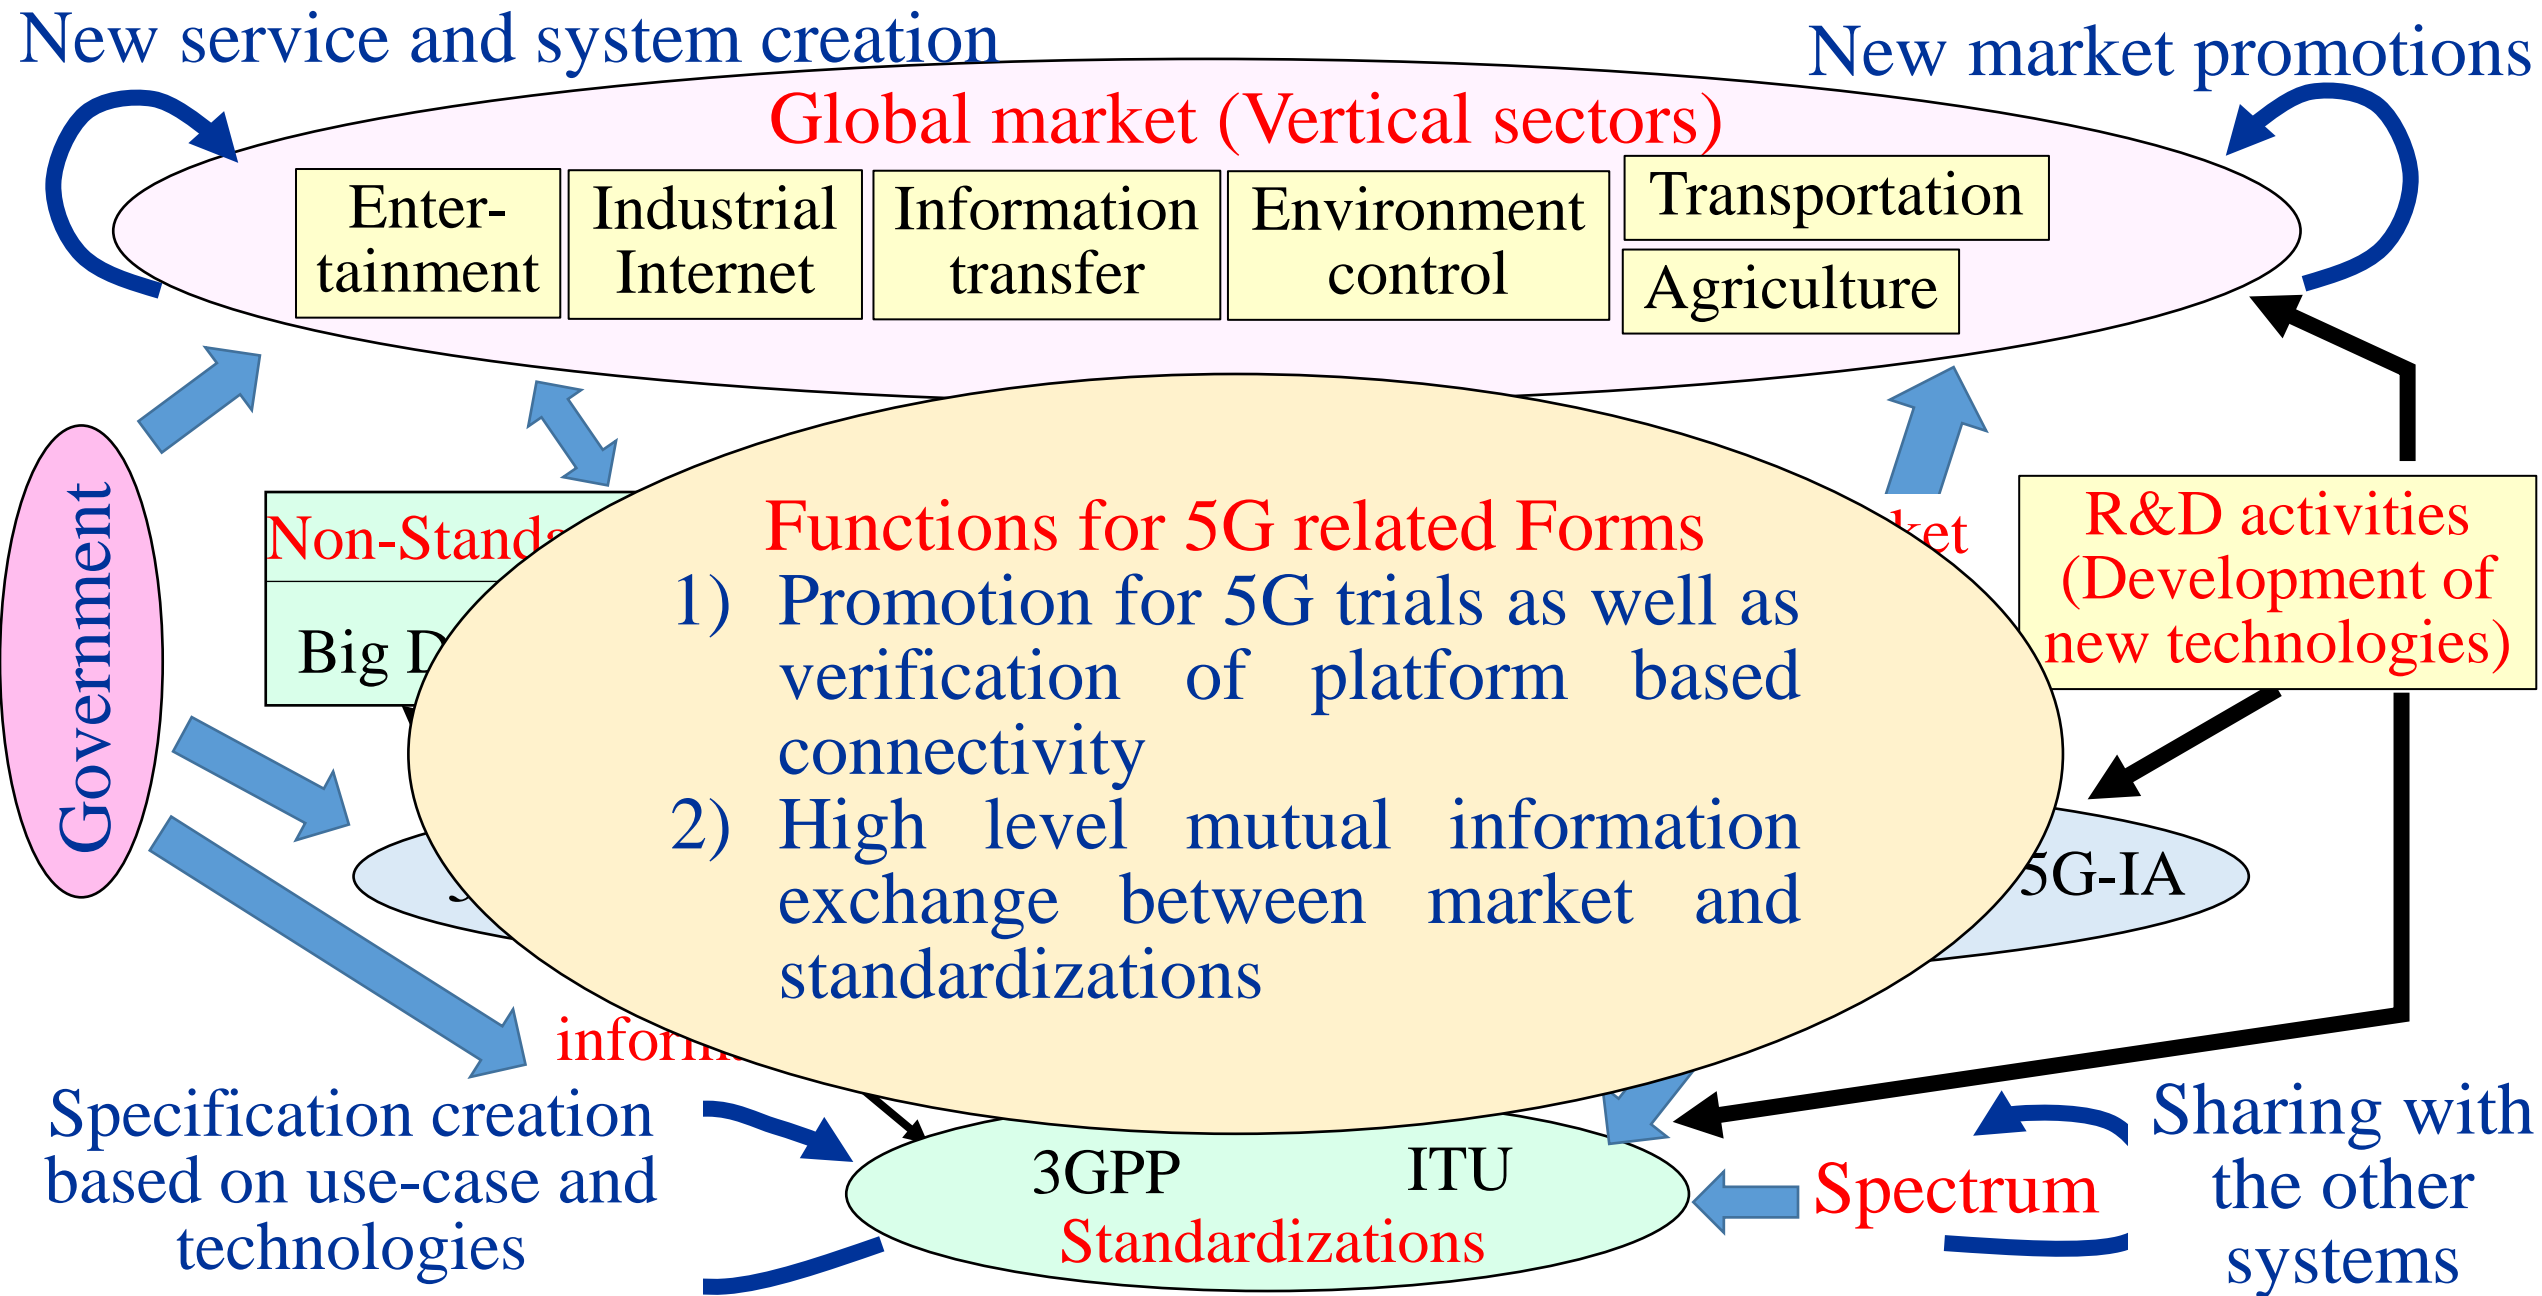 New service and system creation
New market promotions
Global market (Vertical sectors)
Enter-
tainment
Industrial
Internet
Information
transfer
Environment
control
Transportation
Agriculture
Government
Big
Functions for 5G related Forms
1) Promotion for 5G trials as well as
verification of platform based
connectivity
2) High level mutual information
exchange between market and
standardizations
R&D activities
(Development of
new technologies)
5G-IA
Specification creation
based on use-case and
technologies
3GPP
ITU
Standardizations
Spectrum
Sharing with
the other
systems